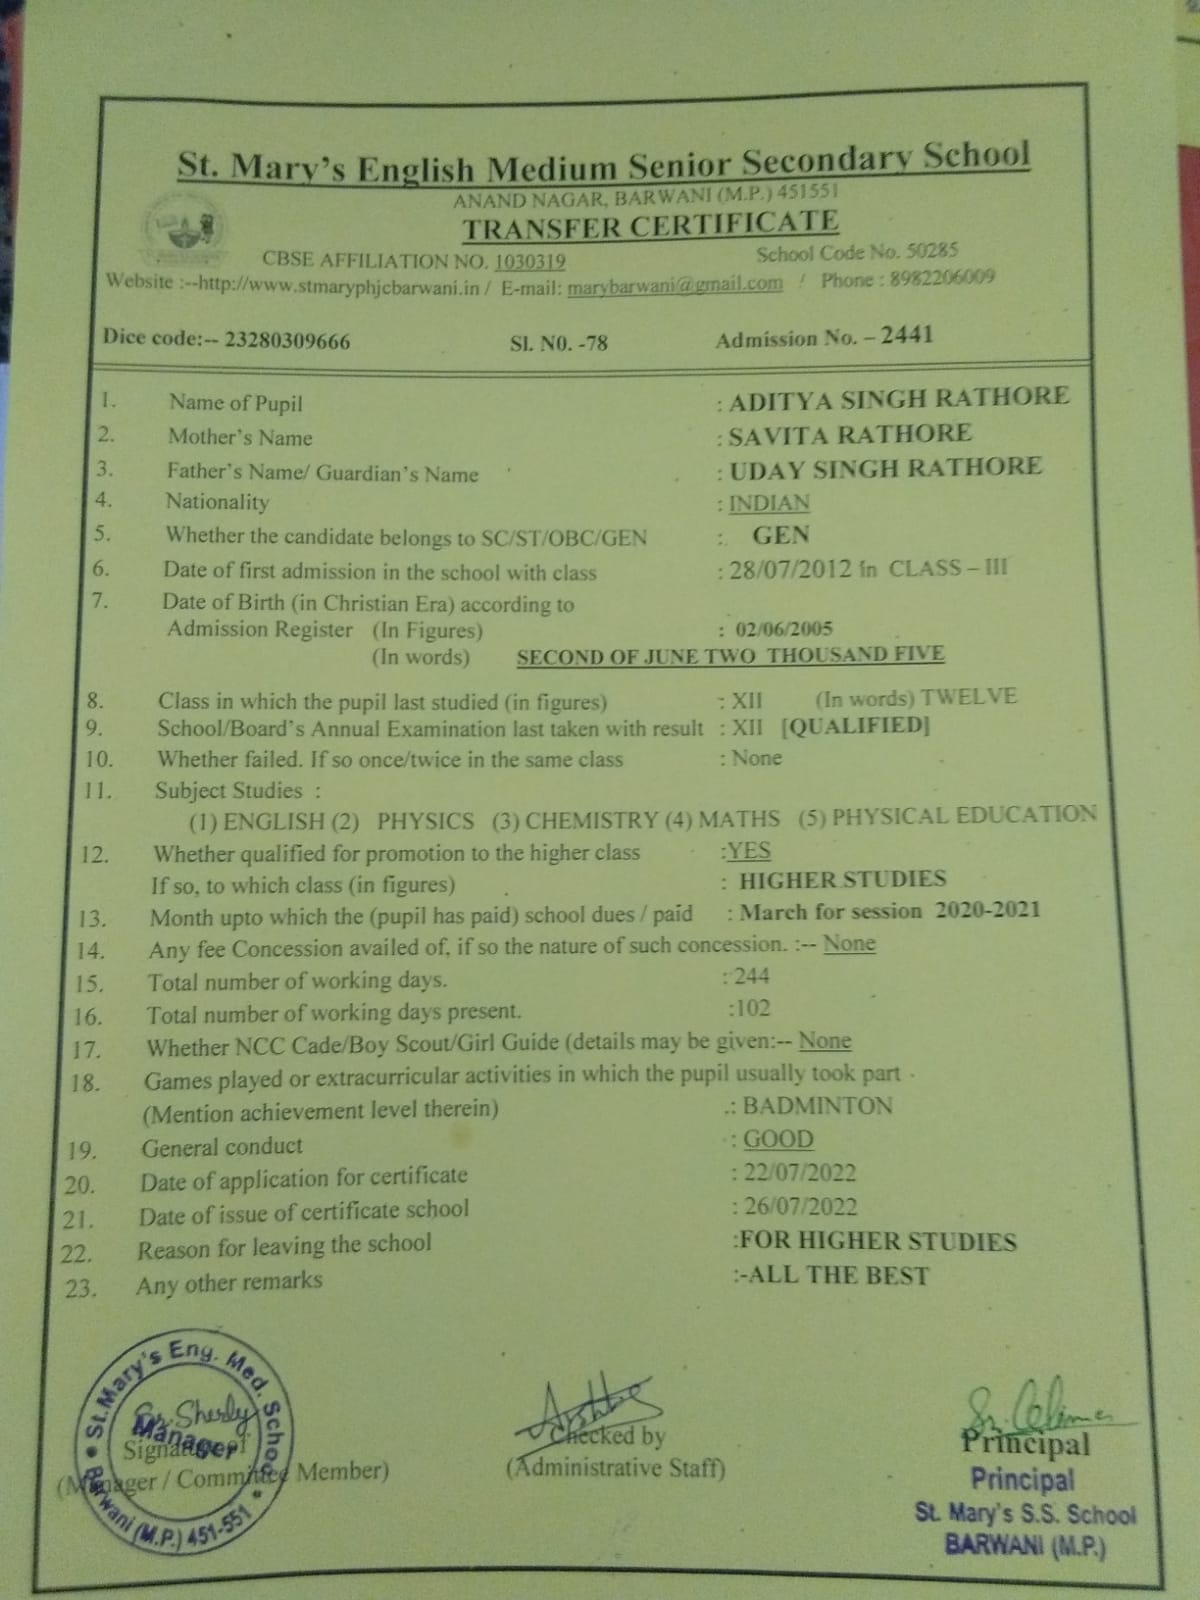 St. Mary's English Medium Senior Secondary School
ANAND NAGAR, BARWANI (M.P.) 451551
TRANSFER CERTIFICATE
CBSE AFFILIATION NO. 1030319 School Code No. 50285
Website :--http://www.stmaryphjcbarwani.in / E-mail: marybarwani@gmail.com / Phone : 8982206009
Dice code:-- 23280309666 Sl. N0. -78 Admission No. – 2441
1. Name of Pupil : ADITYA SINGH RATHORE
2. Mother's Name : SAVITA RATHORE
3. Father's Name/ Guardian's Name : UDAY SINGH RATHORE
4. Nationality : INDIAN
5. Whether the candidate belongs to SC/ST/OBC/GEN : GEN
6. Date of first admission in the school with class : 28/07/2012 in CLASS – III
7. Date of Birth (in Christian Era) according to
Admission Register (In Figures) : 02/06/2005
(In words) SECOND OF JUNE TWO THOUSAND FIVE
8. Class in which the pupil last studied (in figures) : XII (In words) TWELVE
9. School/Board's Annual Examination last taken with result : XII [QUALIFIED]
10. Whether failed. If so once/twice in the same class : None
11. Subject Studies :
(1) ENGLISH (2) PHYSICS (3) CHEMISTRY (4) MATHS (5) PHYSICAL EDUCATION
12. Whether qualified for promotion to the higher class :YES
If so, to which class (in figures) : HIGHER STUDIES
13. Month upto which the (pupil has paid) school dues / paid : March for session 2020-2021
14. Any fee Concession availed of, if so the nature of such concession. :-- None
15. Total number of working days. : 244
16. Total number of working days present. :102
17. Whether NCC Cade/Boy Scout/Girl Guide (details may be given:-- None
18. Games played or extracurricular activities in which the pupil usually took part
(Mention achievement level therein) : BADMINTON
19. General conduct : GOOD
20. Date of application for certificate : 22/07/2022
21. Date of issue of certificate school : 26/07/2022
22. Reason for leaving the school :FOR HIGHER STUDIES
23. Any other remarks :-ALL THE BEST
St. Mary's Eng. Med. School
Barwani (M.P.) 451-551
Sr. Sherly
Manager
Signature of
(Manager / Committee Member)
Checked by
(Administrative Staff)
Sr.
Principal
Principal
St. Mary's S.S. School
BARWANI (M.P.)